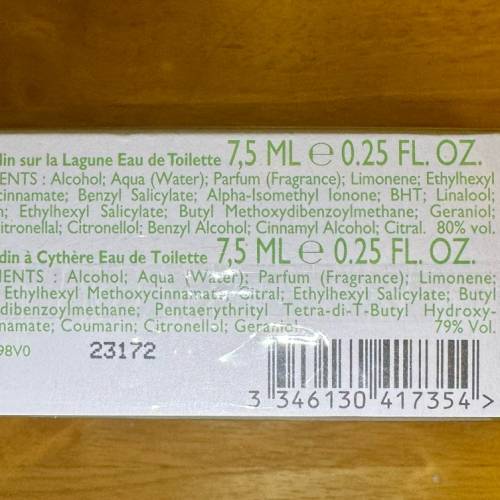 din sur la Lagune Eau de Toilette 7,5 ML ℮ 0.25 FL. OZ.
ENTS : Alcohol; Aqua (Water); Parfum (Fragrance); Limonene; Ethylhexyl
cinnamate; Benzyl Salicylate; Alpha-Isomethyl Ionone; BHT; Linalool;
n; Ethylhexyl Salicylate; Butyl Methoxydibenzoylmethane; Geraniol;
itronellal; Citronellol; Benzyl Alcohol; Cinnamyl Alcohol; Citral. 80% vol.
din à Cythère Eau de Toilette 7,5 ML ℮ 0.25 FL. OZ.
IENTS : Alcohol; Aqua (Water); Parfum (Fragrance); Limonene;
Ethylhexyl Methoxycinnamate; Citral; Ethylhexyl Salicylate; Butyl
dibenzoylmethane; Pentaerythrityl Tetra-di-T-Butyl Hydroxy-
namate; Coumarin; Citronellol; Geraniol. 79% Vol.
98V0 23172
3 346130 417354 >